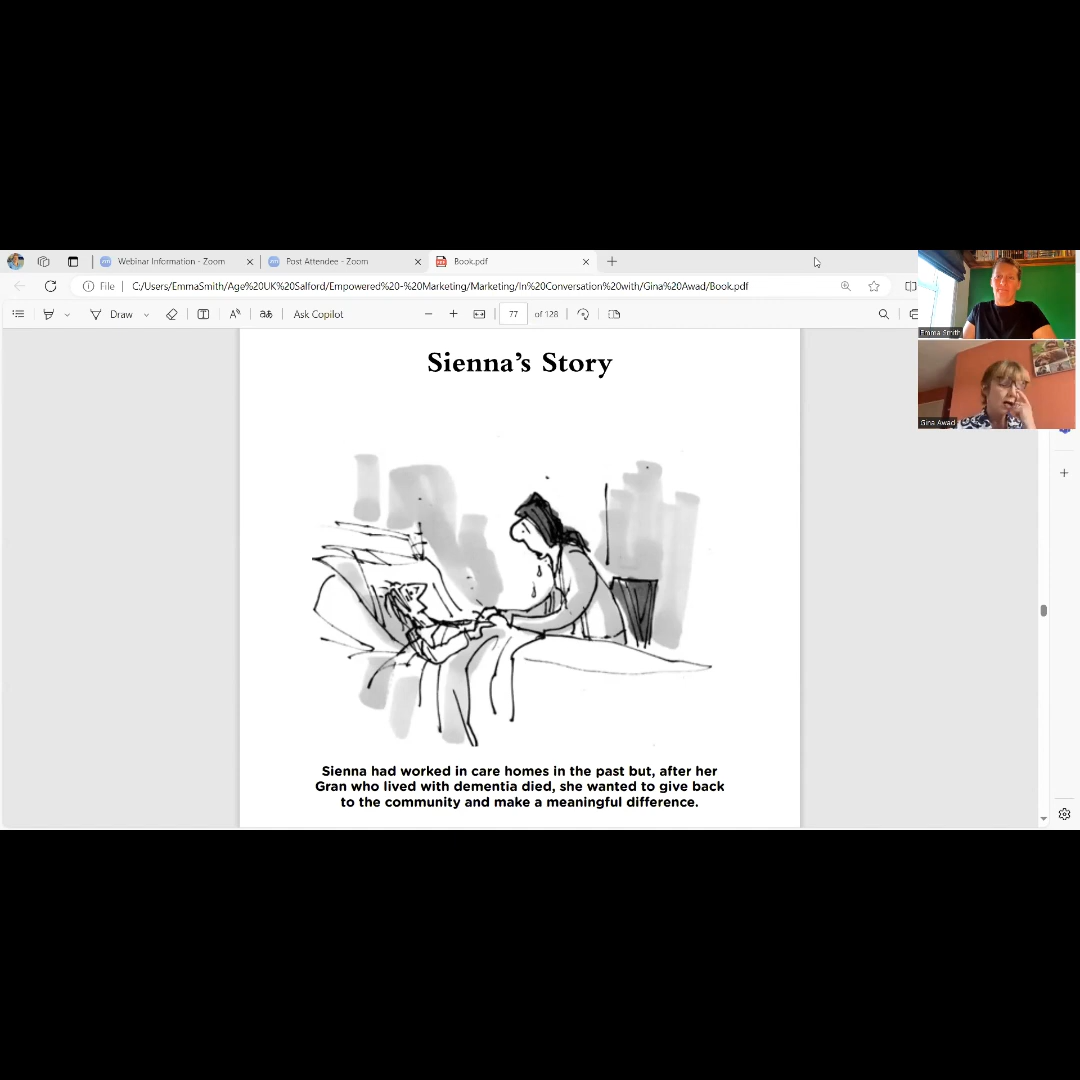 Webinar Information - Zoom
Post Attendee - Zoom
Book.pdf
File
C:/Users/EmmaSmith/Age%20UK%20Salford/Empowered%20-%20Marketing/Marketing/In%20Conversation%20with/Gina%20Awad/Book.pdf
Draw
Ask Copilot
77
of 128
Emma Smith
Gina Awad
Sienna’s Story
Sienna had worked in care homes in the past but, after her
Gran who lived with dementia died, she wanted to give back
to the community and make a meaningful difference.